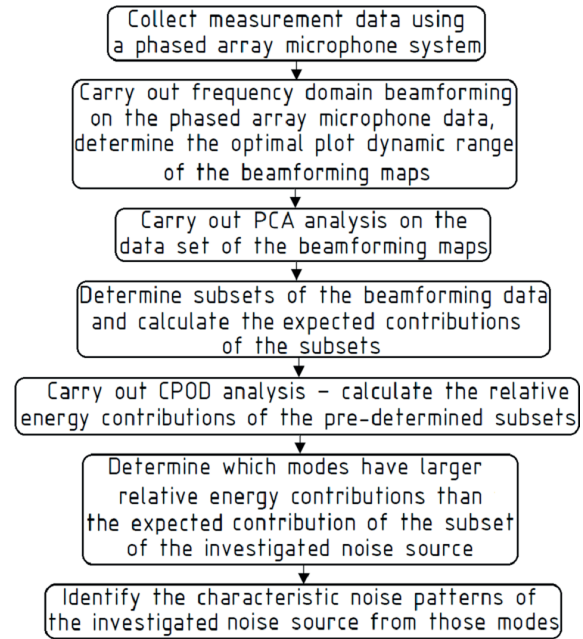 Collect measurement data using
a phased array microphone system
Carry out frequency domain beamforming
on the phased array microphone data,
determine the optimal plot dynamic range
of the beamforming maps
Carry out PCA analysis on the
data set of the beamforming maps
Determine subsets of the beamforming data
and calculate the expected contributions
of the subsets
Carry out CPOD analysis – calculate the relative
energy contributions of the pre-determined subsets
Determine which modes have larger
relative energy contributions than
the expected contribution of the subset
of the investigated noise source
Identify the characteristic noise patterns of
the investigated noise source from those modes